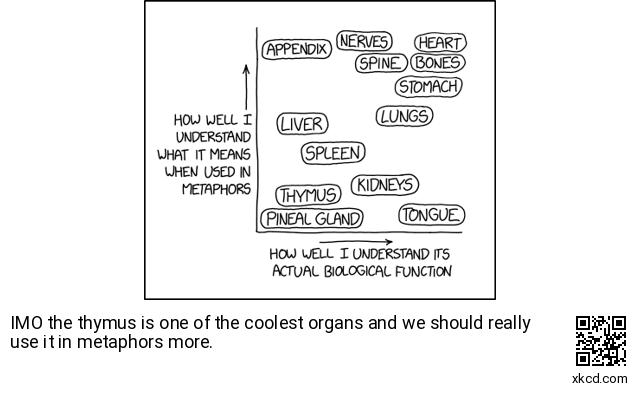 APPENDIX
NERVES
HEART
SPINE
BONES
STOMACH
LUNGS
LIVER
SPLEEN
KIDNEYS
THYMUS
PINEAL GLAND
TONGUE
HOW WELL I
UNDERSTAND
WHAT IT MEANS
WHEN USED IN
METAPHORS
HOW WELL I UNDERSTAND ITS
ACTUAL BIOLOGICAL FUNCTION
IMO the thymus is one of the coolest organs and we should really
use it in metaphors more.
xkcd.com